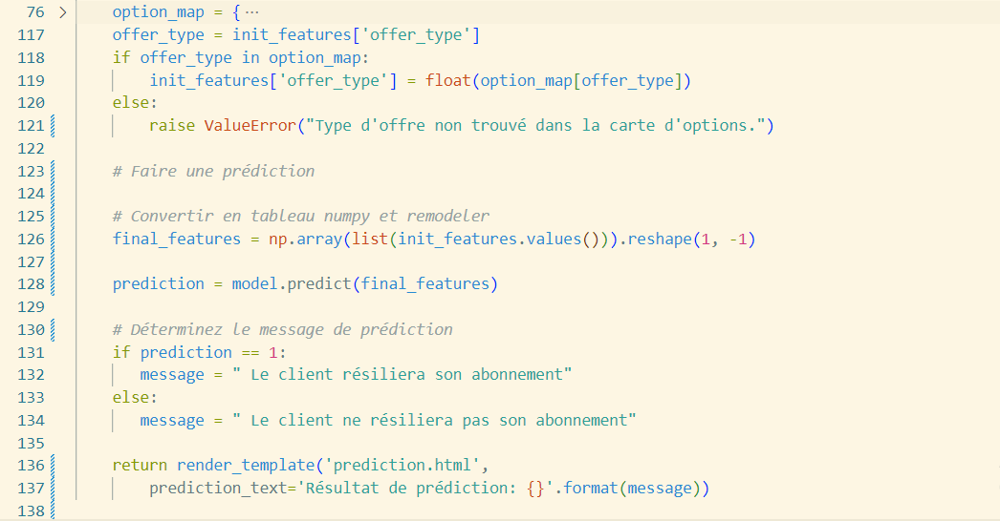 76 > option_map = { ···
117 offer_type = init_features['offer_type']
118 if offer_type in option_map:
119 init_features['offer_type'] = float(option_map[offer_type])
120 else:
121 raise ValueError("Type d'offre non trouvé dans la carte d'options.")
122
123 # Faire une prédiction
124
125 # Convertir en tableau numpy et remodeler
126 final_features = np.array(list(init_features.values())).reshape(1, -1)
127
128 prediction = model.predict(final_features)
129
130 # Déterminez le message de prédiction
131 if prediction == 1:
132 message = " Le client résiliera son abonnement"
133 else:
134 message = " Le client ne résiliera pas son abonnement"
135
136 return render_template('prediction.html',
137 prediction_text='Résultat de prédiction: {}'.format(message))
138